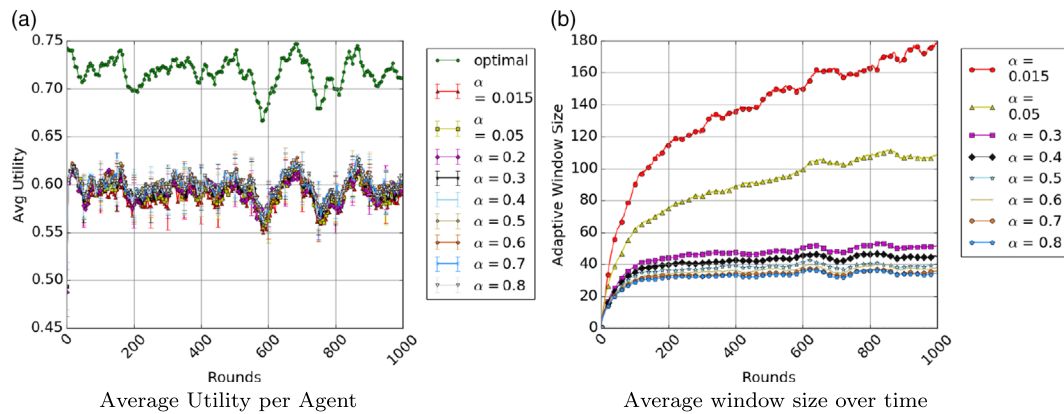 (a)
0.75
0.70
0.65
0.60
0.55
0.50
0.45
Avg Utility
0
200
400
600
800
1000
Rounds
optimal
α
= 0.015
α
= 0.05
α = 0.2
α = 0.3
α = 0.4
α = 0.5
α = 0.6
α = 0.7
α = 0.8
Average Utility per Agent
(b)
180
160
140
120
100
80
60
40
20
0
Adaptive Window Size
0
200
400
600
800
1000
Rounds
α =
0.015
α =
0.05
α = 0.3
α = 0.4
α = 0.5
α = 0.6
α = 0.7
α = 0.8
Average window size over time